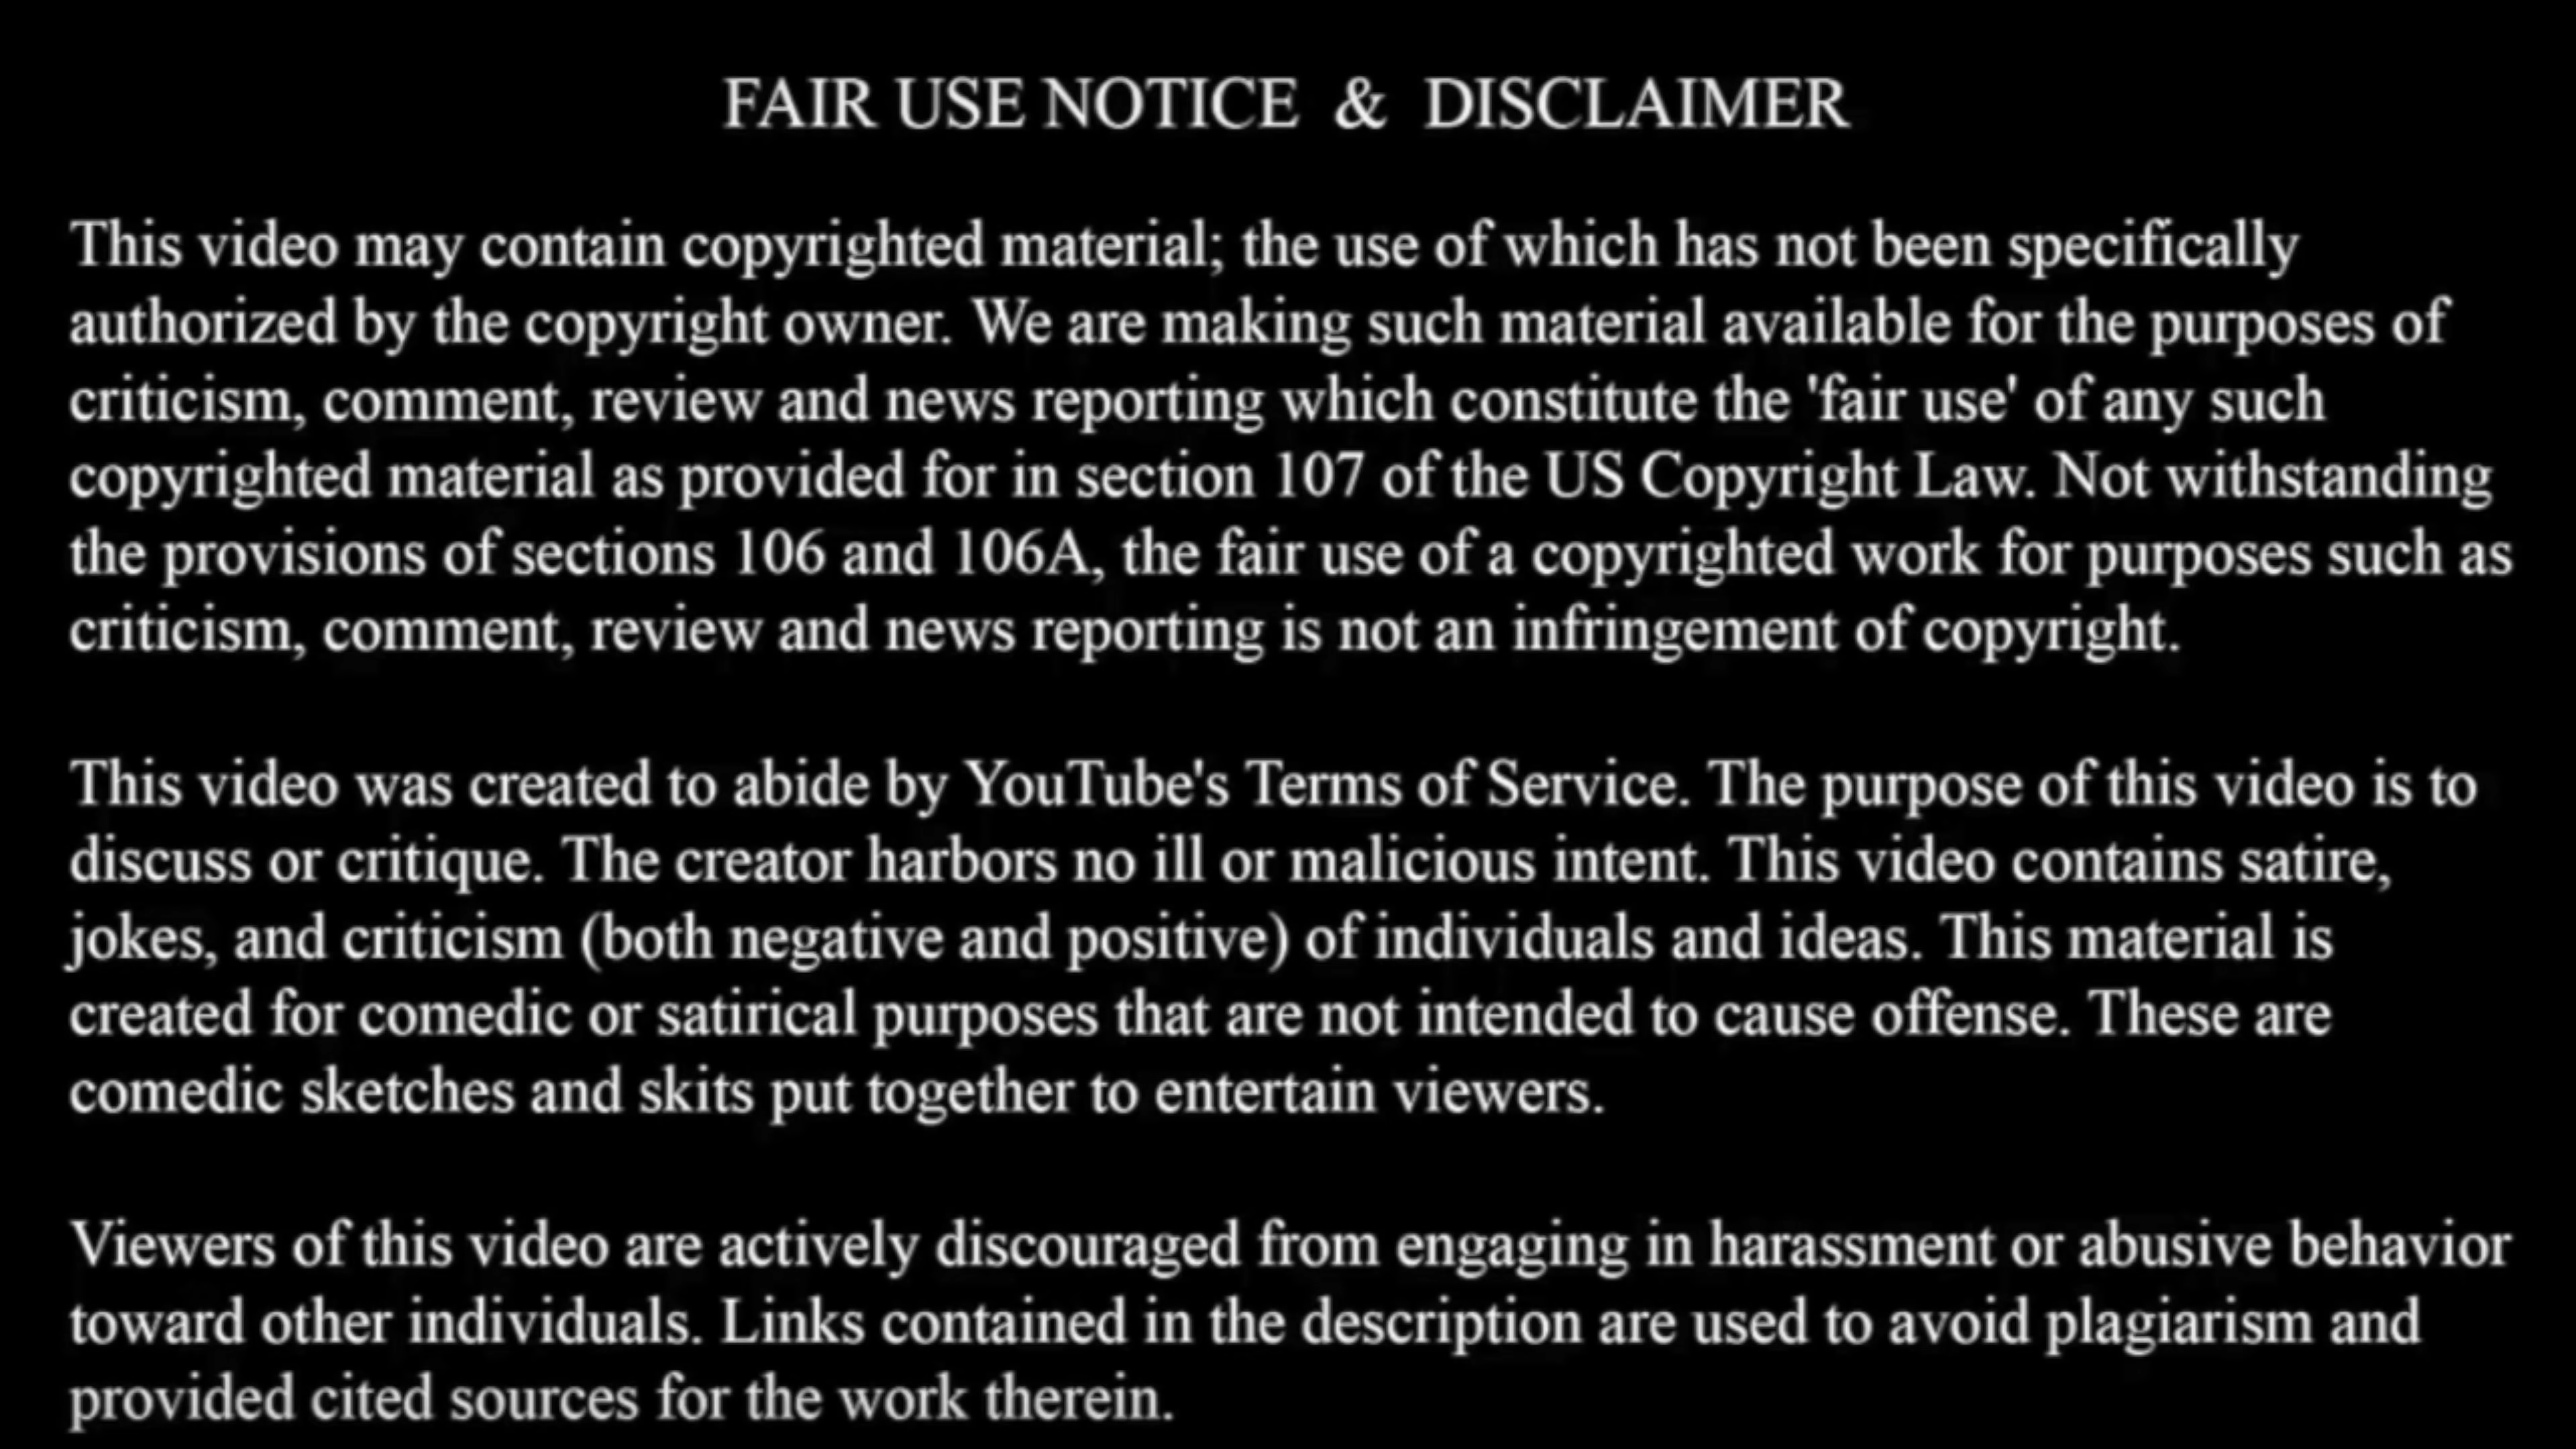 FAIR USE NOTICE & DISCLAIMER
This video may contain copyrighted material; the use of which has not been specifically
authorized by the copyright owner. We are making such material available for the purposes of
criticism, comment, review and news reporting which constitute the 'fair use' of any such
copyrighted material as provided for in section 107 of the US Copyright Law. Not withstanding
the provisions of sections 106 and 106A, the fair use of a copyrighted work for purposes such as
criticism, comment, review and news reporting is not an infringement of copyright.
This video was created to abide by YouTube's Terms of Service. The purpose of this video is to
discuss or critique. The creator harbors no ill or malicious intent. This video contains satire,
jokes, and criticism (both negative and positive) of individuals and ideas. This material is
created for comedic or satirical purposes that are not intended to cause offense. These are
comedic sketches and skits put together to entertain viewers.
Viewers of this video are actively discouraged from engaging in harassment or abusive behavior
toward other individuals. Links contained in the description are used to avoid plagiarism and
provided cited sources for the work therein.